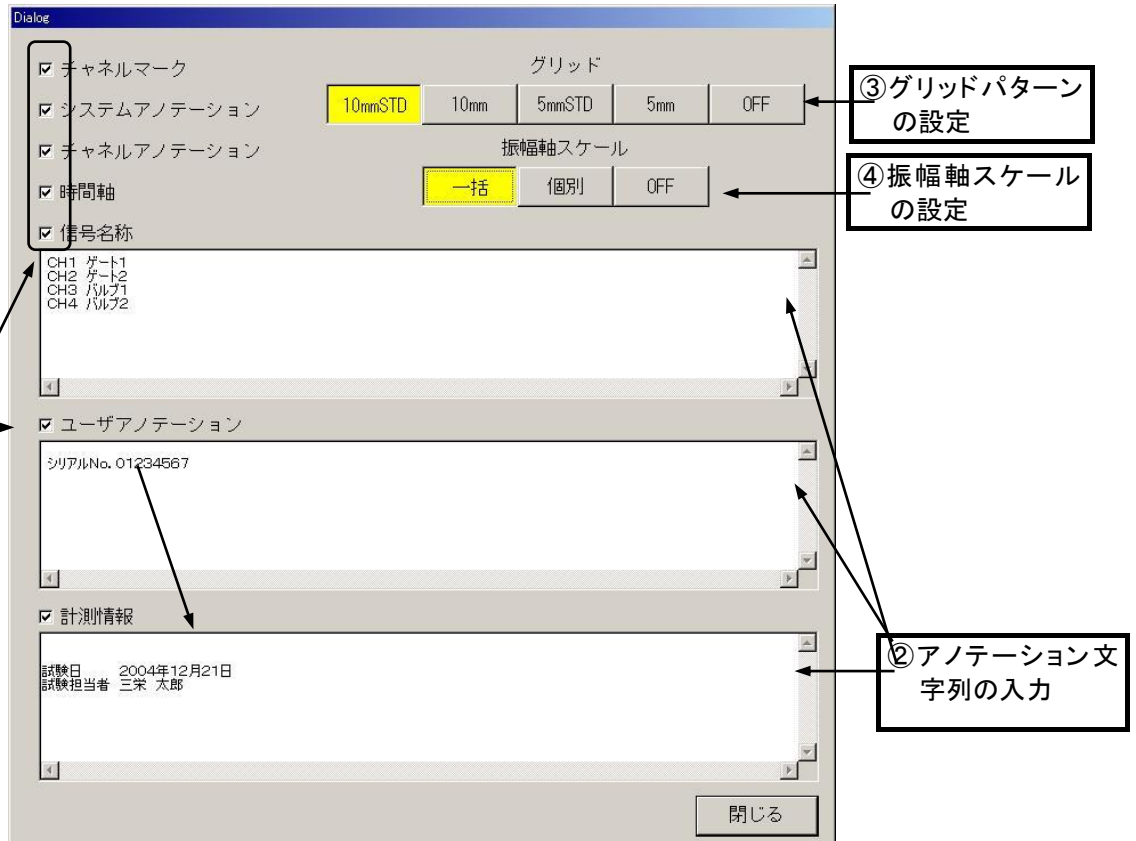 Dialog
チャネルマーク
グリッド
システムアノテーション
10mmSTD 10mm 5mmSTD 5mm OFF
③グリッドパターン
の設定
チャネルアノテーション
振幅軸スケール
時間軸
一括 個別 OFF
④振幅軸スケール
の設定
信号名称
CH1 ゲート1
CH2 ゲート2
CH3 バルブ1
CH4 バルブ2
ユーザアノテーション
シリアルNo. 01234567
計測情報
試験日 2004年12月21日
試験担当者 三栄 太郎
②アノテーション文
字列の入力
閉じる